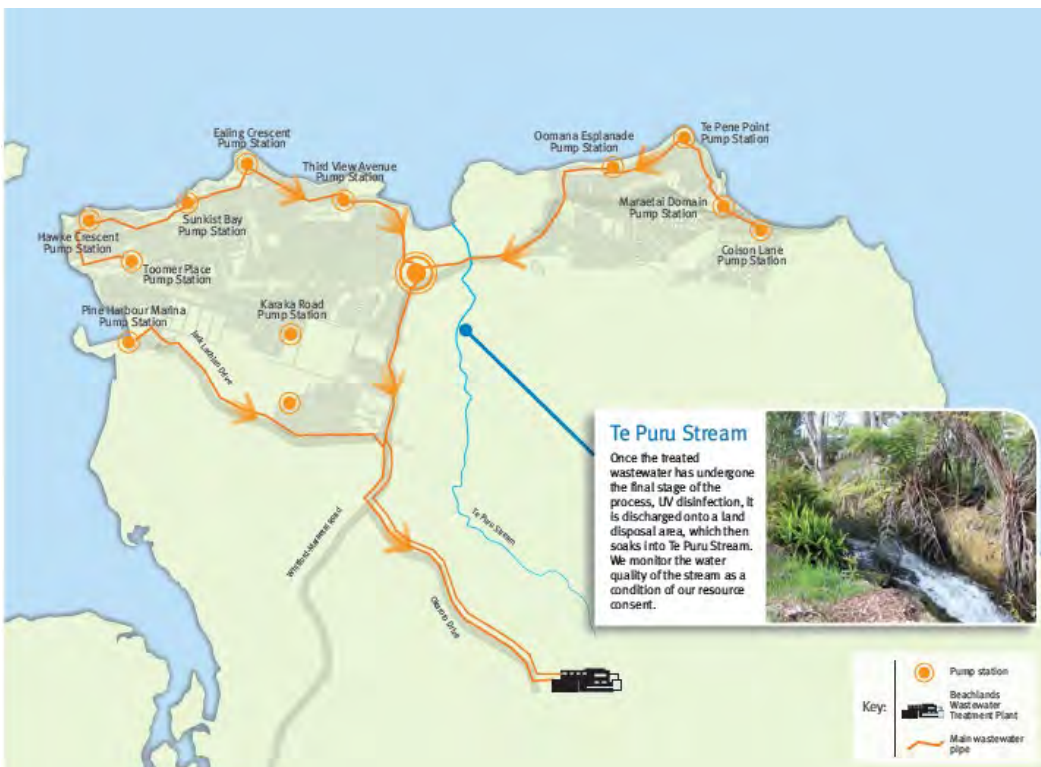 Ealing Crescent
Pump Station
Third View Avenue
Pump Station
Oomana Esplanade
Pump Station
Te Pene Point
Pump Station
Sunkist Bay
Pump Station
Maraetai Domain
Pump Station
Hawke Crescent
Pump Station
Toomer Place
Pump Station
Colson Lane
Pump Station
Pine Harbour Marina
Pump Station
Karaka Road
Pump Station
Jack Lachlan Drive
Te Puru Stream
Once the treated
wastewater has undergone
the final stage of the
process, UV disinfection, it
is discharged onto a land
disposal area, which then
soaks into Te Puru Stream.
We monitor the water
quality of the stream as a
condition of our resource
consent.
Te Puru Stream
Whitford-Maraetai Road
Okaroro Drive
Key:
Pump station
Beachlands
Wastewater
Treatment Plant
Main wastewater
pipe